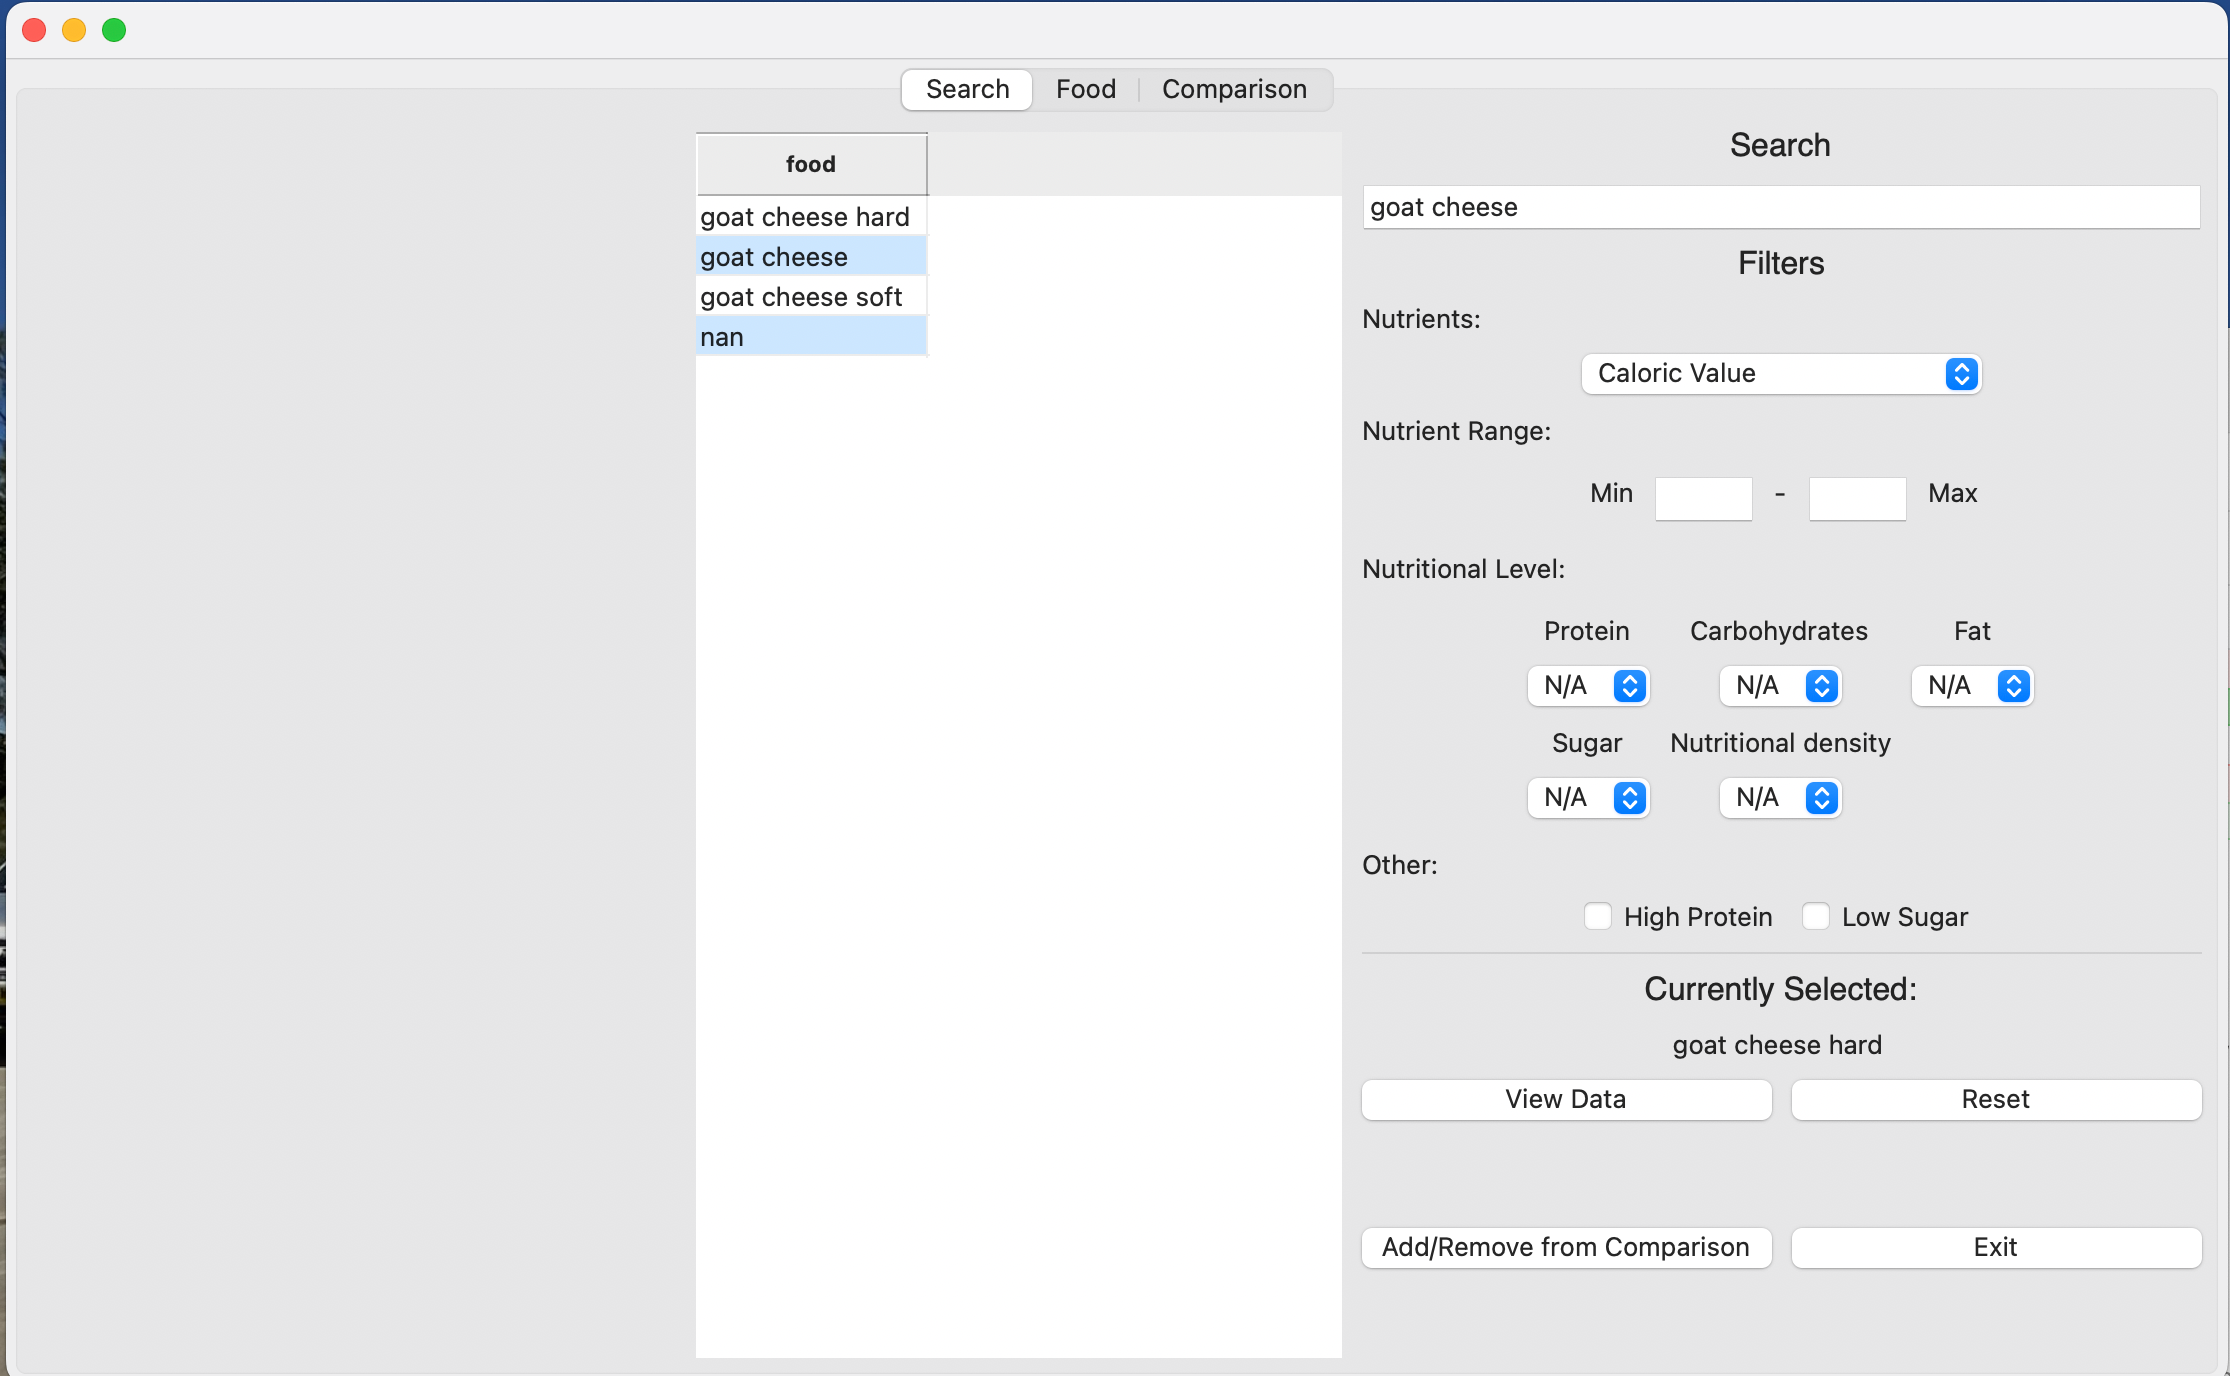 Search Food Comparison
food
goat cheese hard
goat cheese
goat cheese soft
nan
Search
goat cheese
Filters
Nutrients:
Caloric Value
Nutrient Range:
Min - Max
Nutritional Level:
Protein Carbohydrates Fat
N/A N/A N/A
Sugar Nutritional density
N/A N/A
Other:
High Protein Low Sugar
Currently Selected:
goat cheese hard
View Data Reset
Add/Remove from Comparison Exit